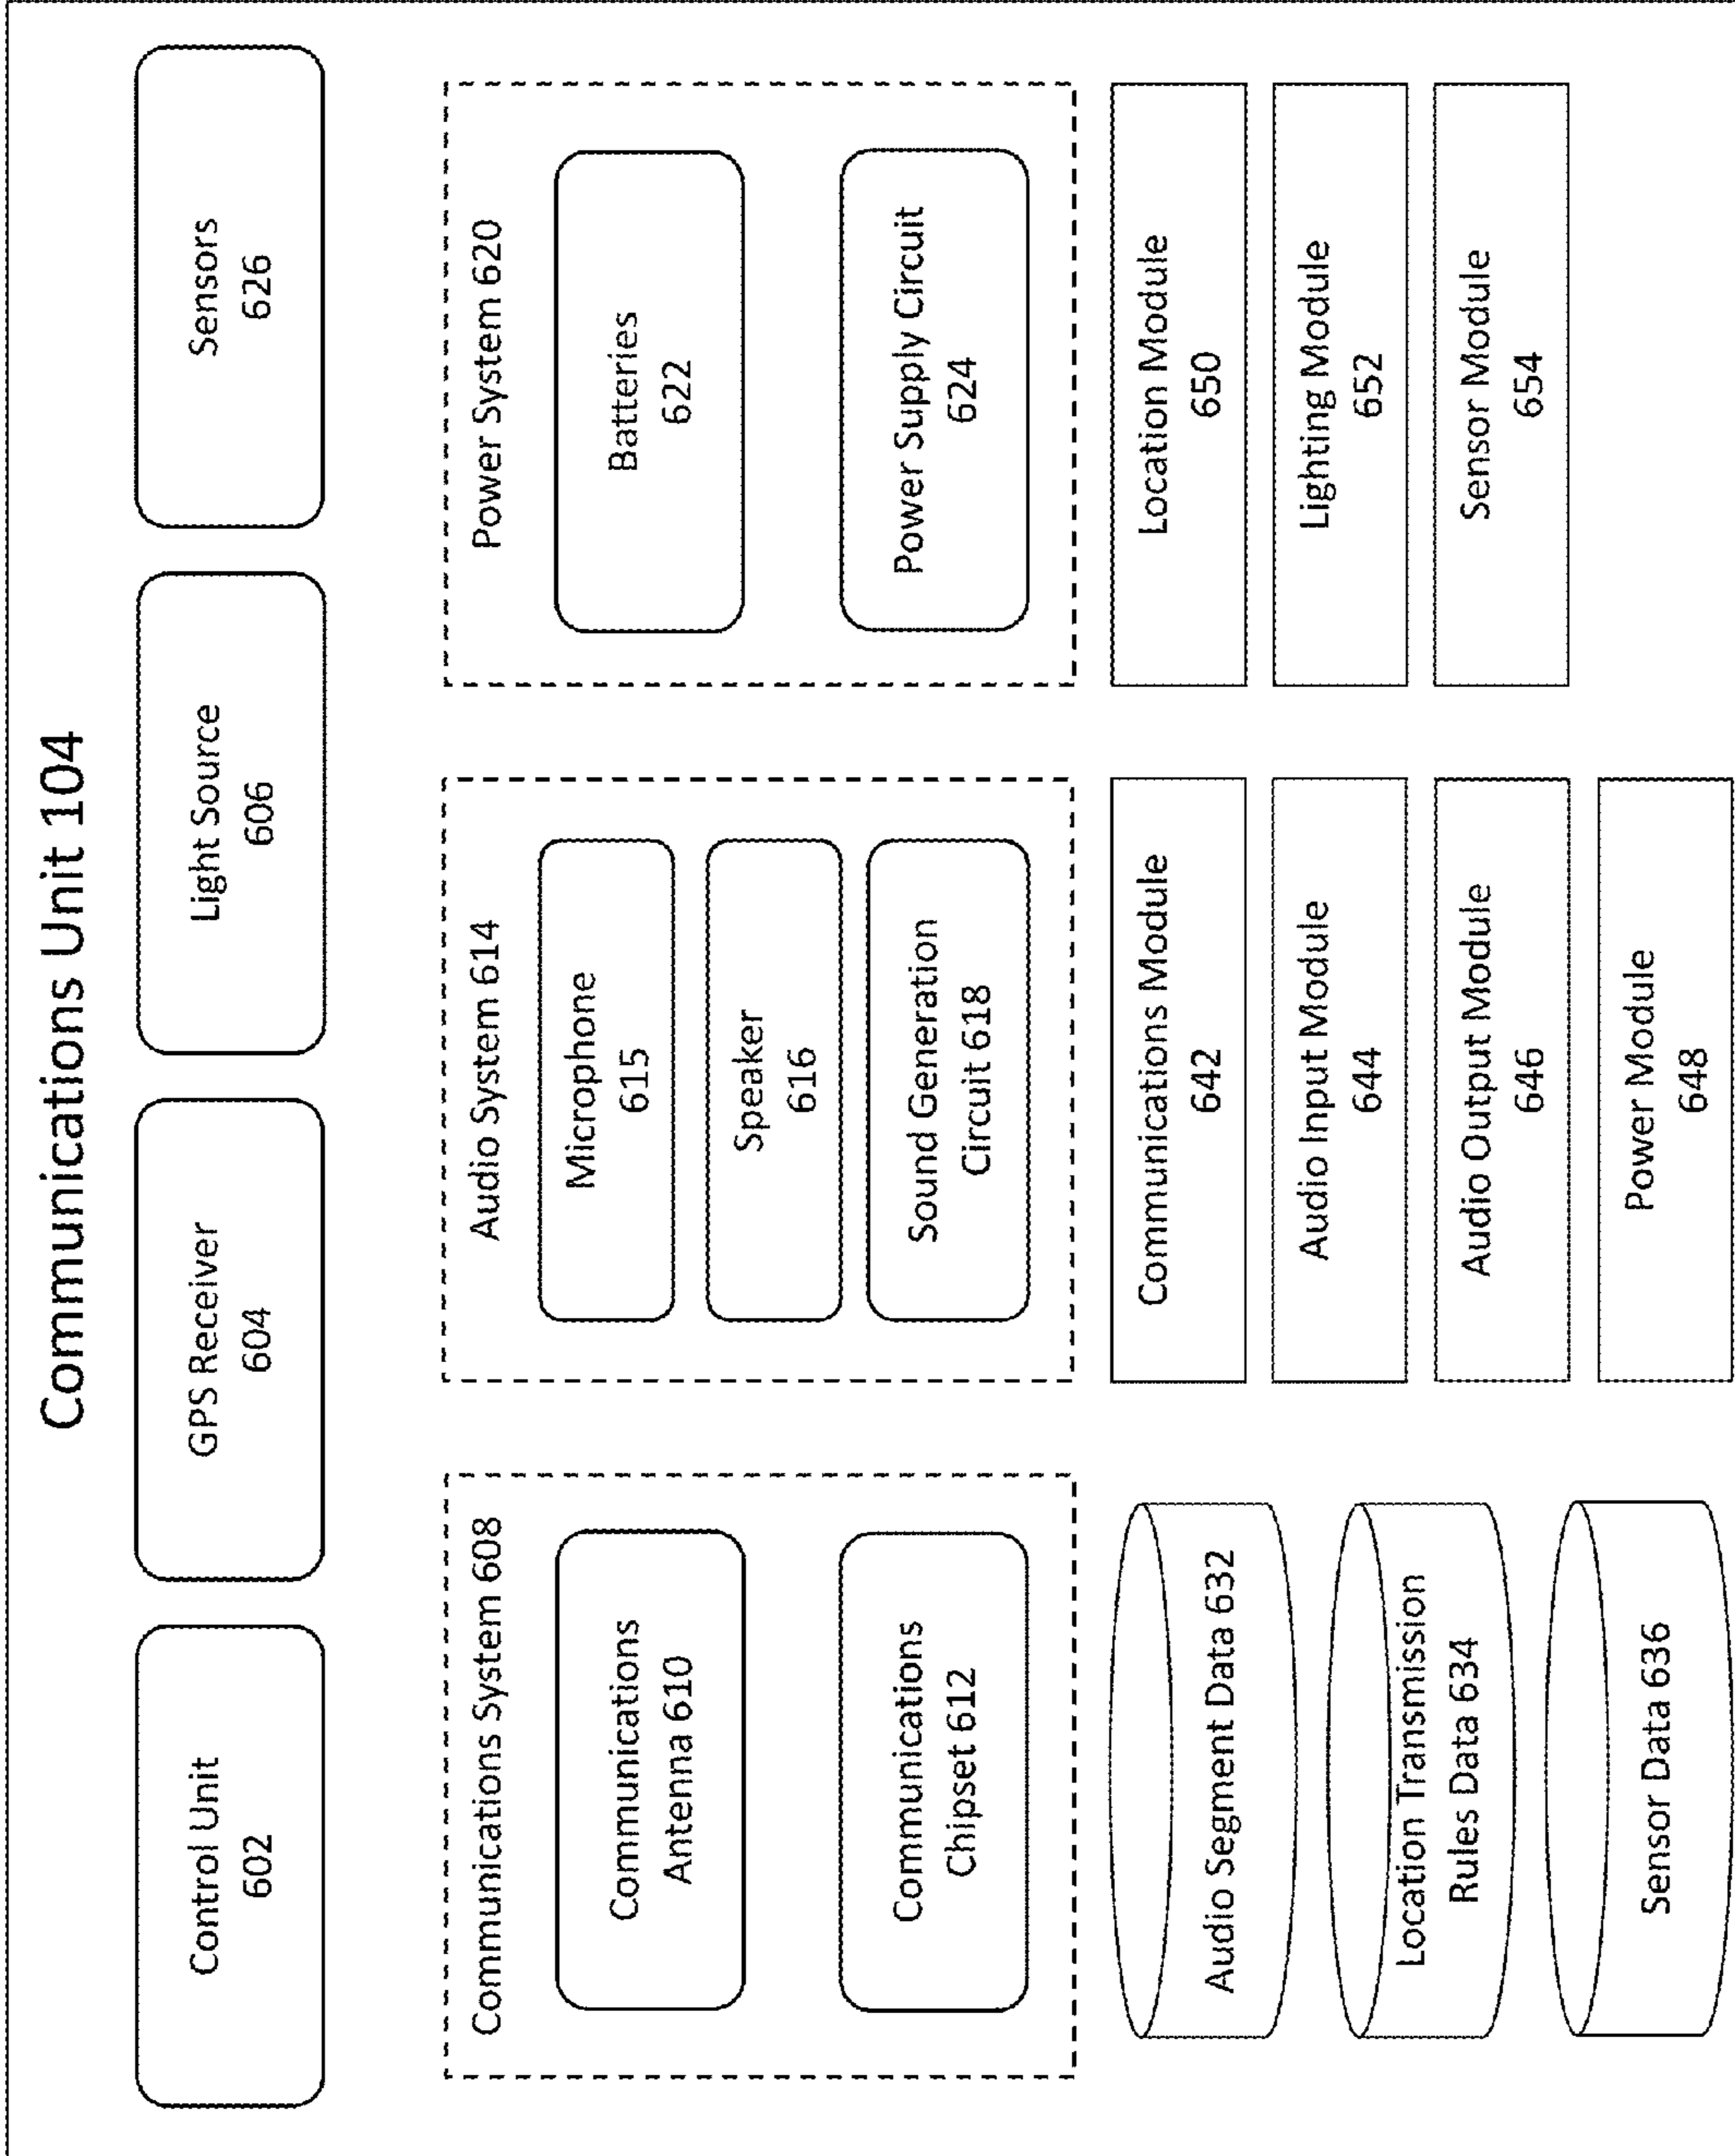 Communications Unit 104
Control Unit
602
GPS Receiver
604
Light Source
606
Sensors
626
Communications System 608
Communications
Antenna 610
Communications
Chipset 612
Audio System 614
Microphone
615
Speaker
616
Sound Generation
Circuit 618
Power System 620
Batteries
622
Power Supply Circuit
624
Audio Segment Data 632
Location Transmission
Rules Data 634
Sensor Data 636
Communications Module
642
Audio Input Module
644
Audio Output Module
646
Power Module
648
Location Module
650
Lighting Module
652
Sensor Module
654